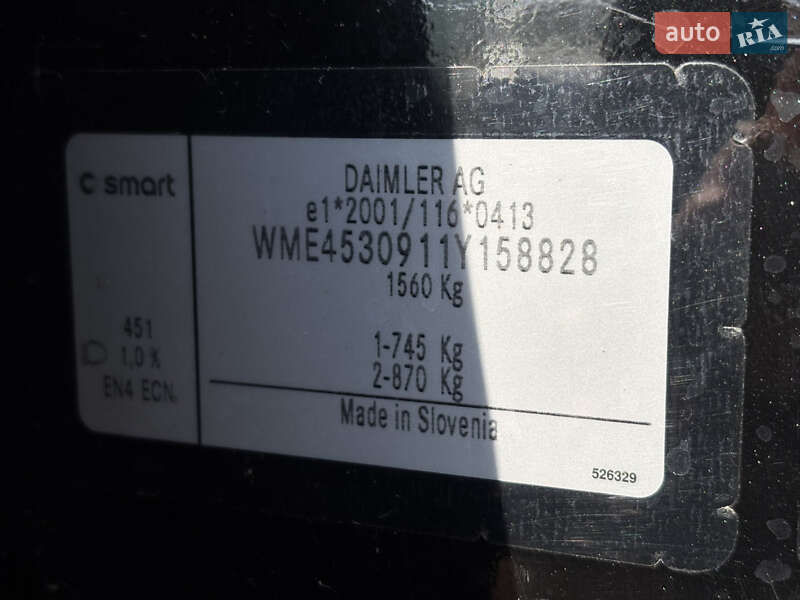 auto RIA
.com
smart
DAIMLER AG
e1*2001/116*0413
WME4530911Y158828
1560 Kg
451
1,0 %
EN4 ECN.
1-745 Kg
2-870 Kg
Made in Slovenia
526329